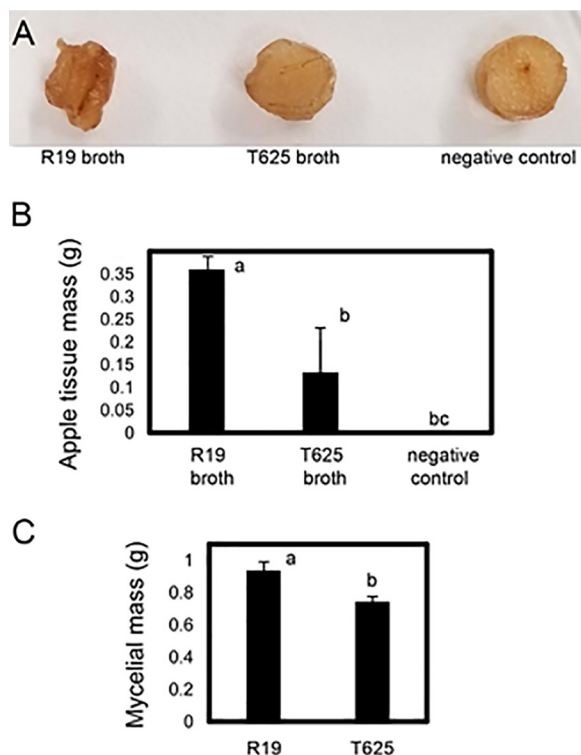 A
R19 broth
T625 broth
negative control
B
Apple tissue mass (g)
0.35
0.3
0.25
0.2
0.15
0.1
0.05
0
a
b
bc
R19
broth
T625
broth
negative
control
C
Mycelial mass (g)
1
0.8
0.6
0.4
0.2
0
a
b
R19
T625